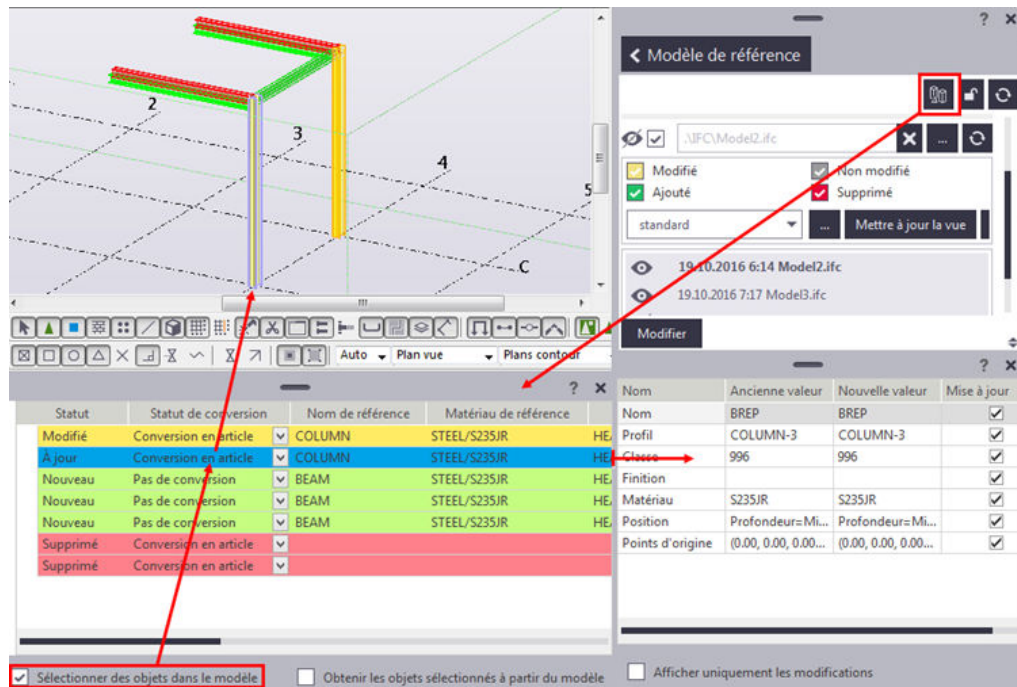 2
3
4
5
C
Auto
Plan vue
Plans contour
? ×
Modèle de référence
.\IFC\Model2.ifc
...
Modifié
Non modifié
Ajouté
Supprimé
standard
...
Mettre à jour la vue
19.10.2016 6:14 Model2.ifc
19.10.2016 7:17 Model3.ifc
Modifier
? ×
Statut Statut de conversion Nom de référence Matériau de référence
Modifié Conversion en article COLUMN STEEL/S235JR HEA
À jour Conversion en article COLUMN STEEL/S235JR HEA
Nouveau Pas de conversion BEAM STEEL/S235JR HEA
Nouveau Pas de conversion BEAM STEEL/S235JR HEA
Nouveau Pas de conversion BEAM STEEL/S235JR HEA
Supprimé Conversion en article
Supprimé Conversion en article
Sélectionner des objets dans le modèle
Obtenir les objets sélectionnés à partir du modèle
? ×
Nom Ancienne valeur Nouvelle valeur Mise à jour
Nom BREP BREP
Profil COLUMN-3 COLUMN-3
Classe 996 996
Finition
Matériau S235JR S235JR
Position Profondeur=Mi... Profondeur=Mi...
Points d'origine (0.00, 0.00, 0.00... (0.00, 0.00, 0.00...
Afficher uniquement les modifications